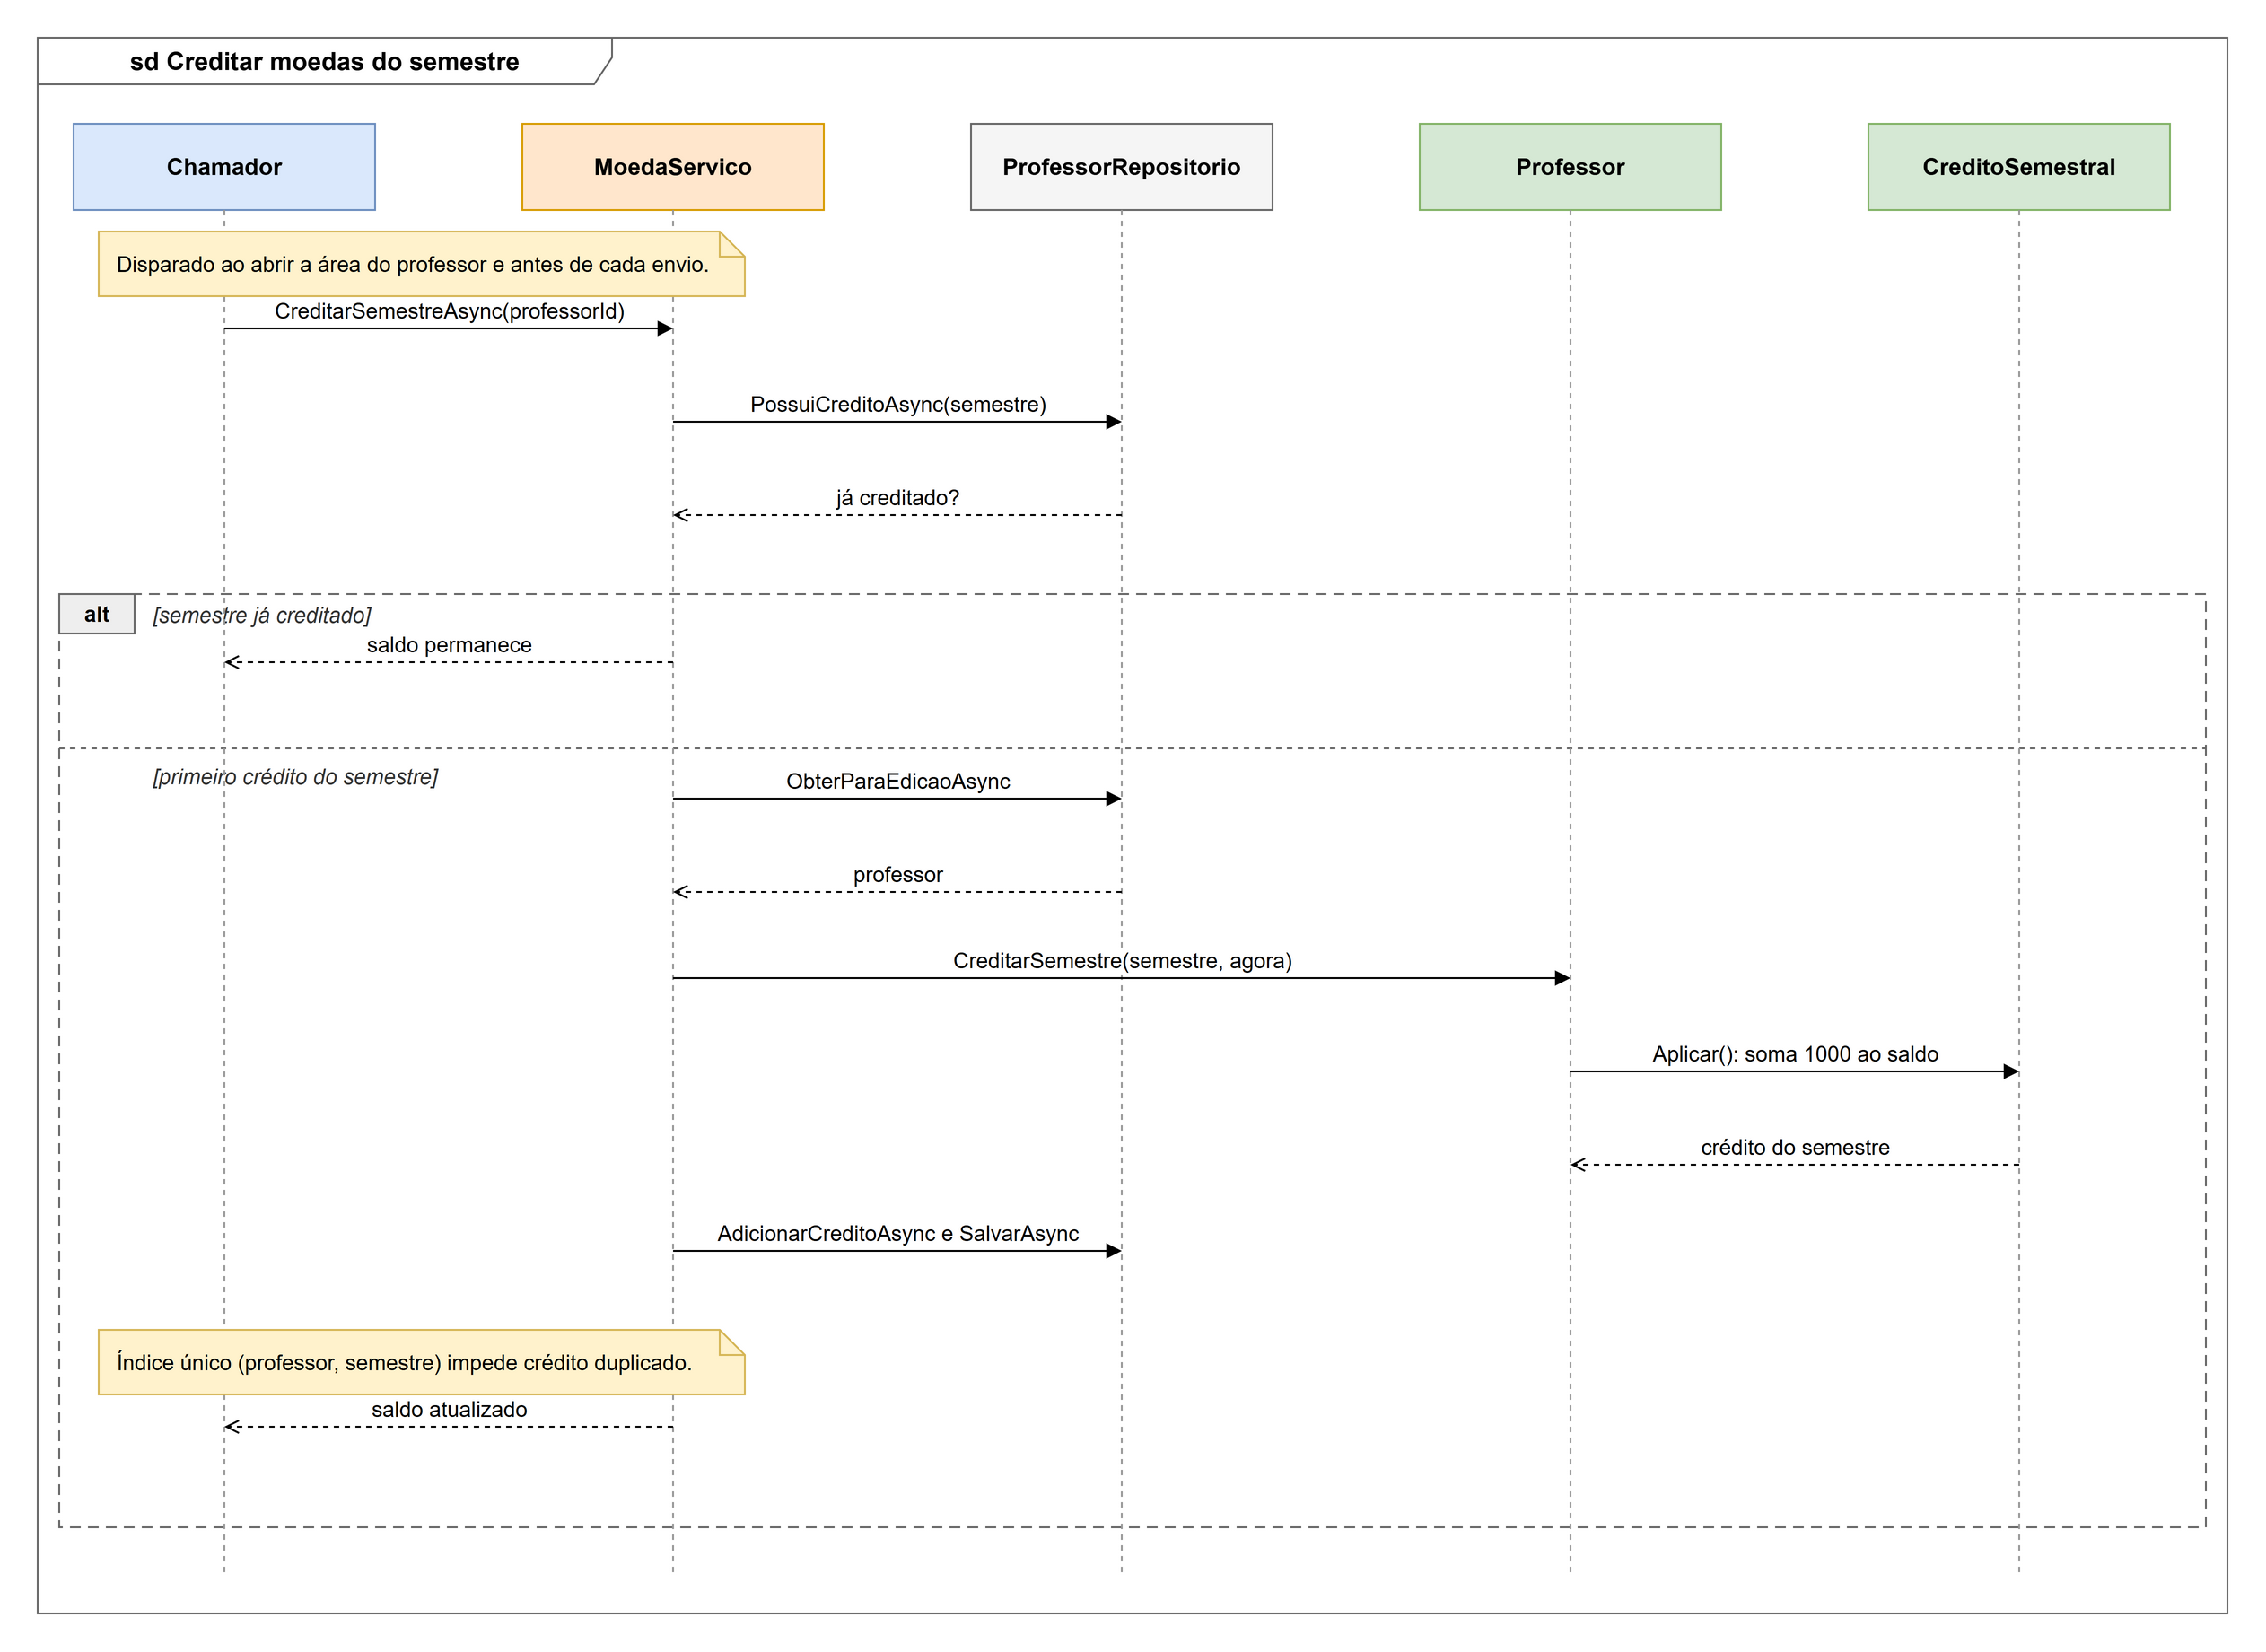 sd Creditar moedas do semestre
Chamador
MoedaServico
ProfessorRepositorio
Professor
CreditoSemestral
Disparado ao abrir a área do professor e antes de cada envio.
CreditarSemestreAsync(professorId)
PossuiCreditoAsync(semestre)
já creditado?
alt
[semestre já creditado]
saldo permanece
[primeiro crédito do semestre]
ObterParaEdicaoAsync
professor
CreditarSemestre(semestre, agora)
Aplicar(): soma 1000 ao saldo
crédito do semestre
AdicionarCreditoAsync e SalvarAsync
Índice único (professor, semestre) impede crédito duplicado.
saldo atualizado